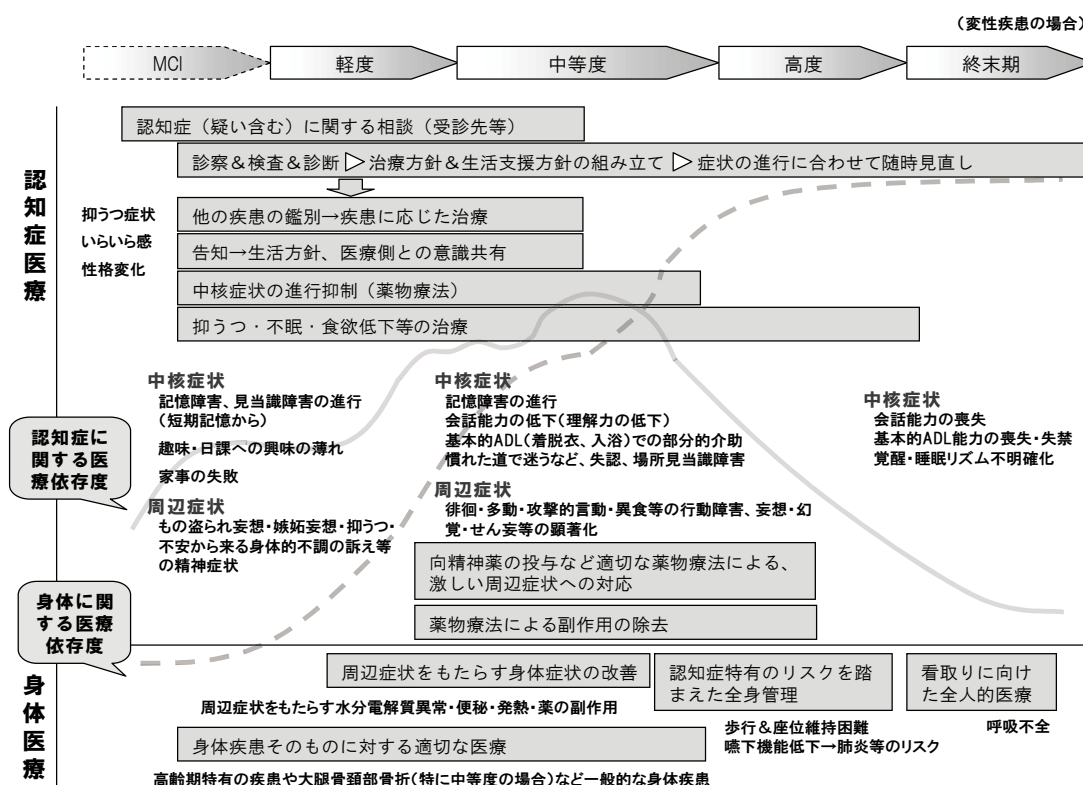 (変性疾患の場合)
MCI
軽度
中等度
高度
終末期
認知症医療
認知症（疑い含む）に関する相談（受診先等）
診察＆検査＆診断▷治療方針＆生活支援方針の組み立て▷症状の進行に合わせて随時見直し
抑うつ症状
いらいら感
性格変化
他の疾患の鑑別→疾患に応じた治療
告知→生活方針、医療側との意識共有
中核症状の進行抑制（薬物療法）
抑うつ・不眠・食欲低下等の治療
中核症状
記憶障害、見当識障害の進行
(短期記憶から)
趣味・日課への興味の薄れ
家事の失敗
周辺症状
もの盗られ妄想・嫉妬妄想・抑うつ・
不安から来る身体的不調の訴え等
の精神症状
中核症状
記憶障害の進行
会話能力の低下(理解力の低下)
基本的ADL(着脱衣、入浴)での部分的介助
慣れた道で迷うなど、失認、場所見当識障害
周辺症状
徘徊・多動・攻撃的言動・異食等の行動障害、妄想・幻
覚・せん妄等の顕著化
中核症状
会話能力の喪失
基本的ADL能力の喪失・失禁
覚醒・睡眠リズム不明確化
認知症に
関する医
療依存度
向精神薬の投与など適切な薬物療法による、
激しい周辺症状への対応
薬物療法による副作用の除去
身体に関
する医療
依存度
身体医療
周辺症状をもたらす身体症状の改善
認知症特有のリスクを踏
まえた全身管理
看取りに向け
た全人的医療
周辺症状をもたらす水分電解質異常・便秘・発熱・薬の副作用
歩行＆座位維持困難
嚥下機能低下→肺炎等のリスク
呼吸不全
身体疾患そのものに対する適切な医療
高齢期特有の疾患や大腿骨頚部骨折(特に中等度の場合)など一般的な身体疾患